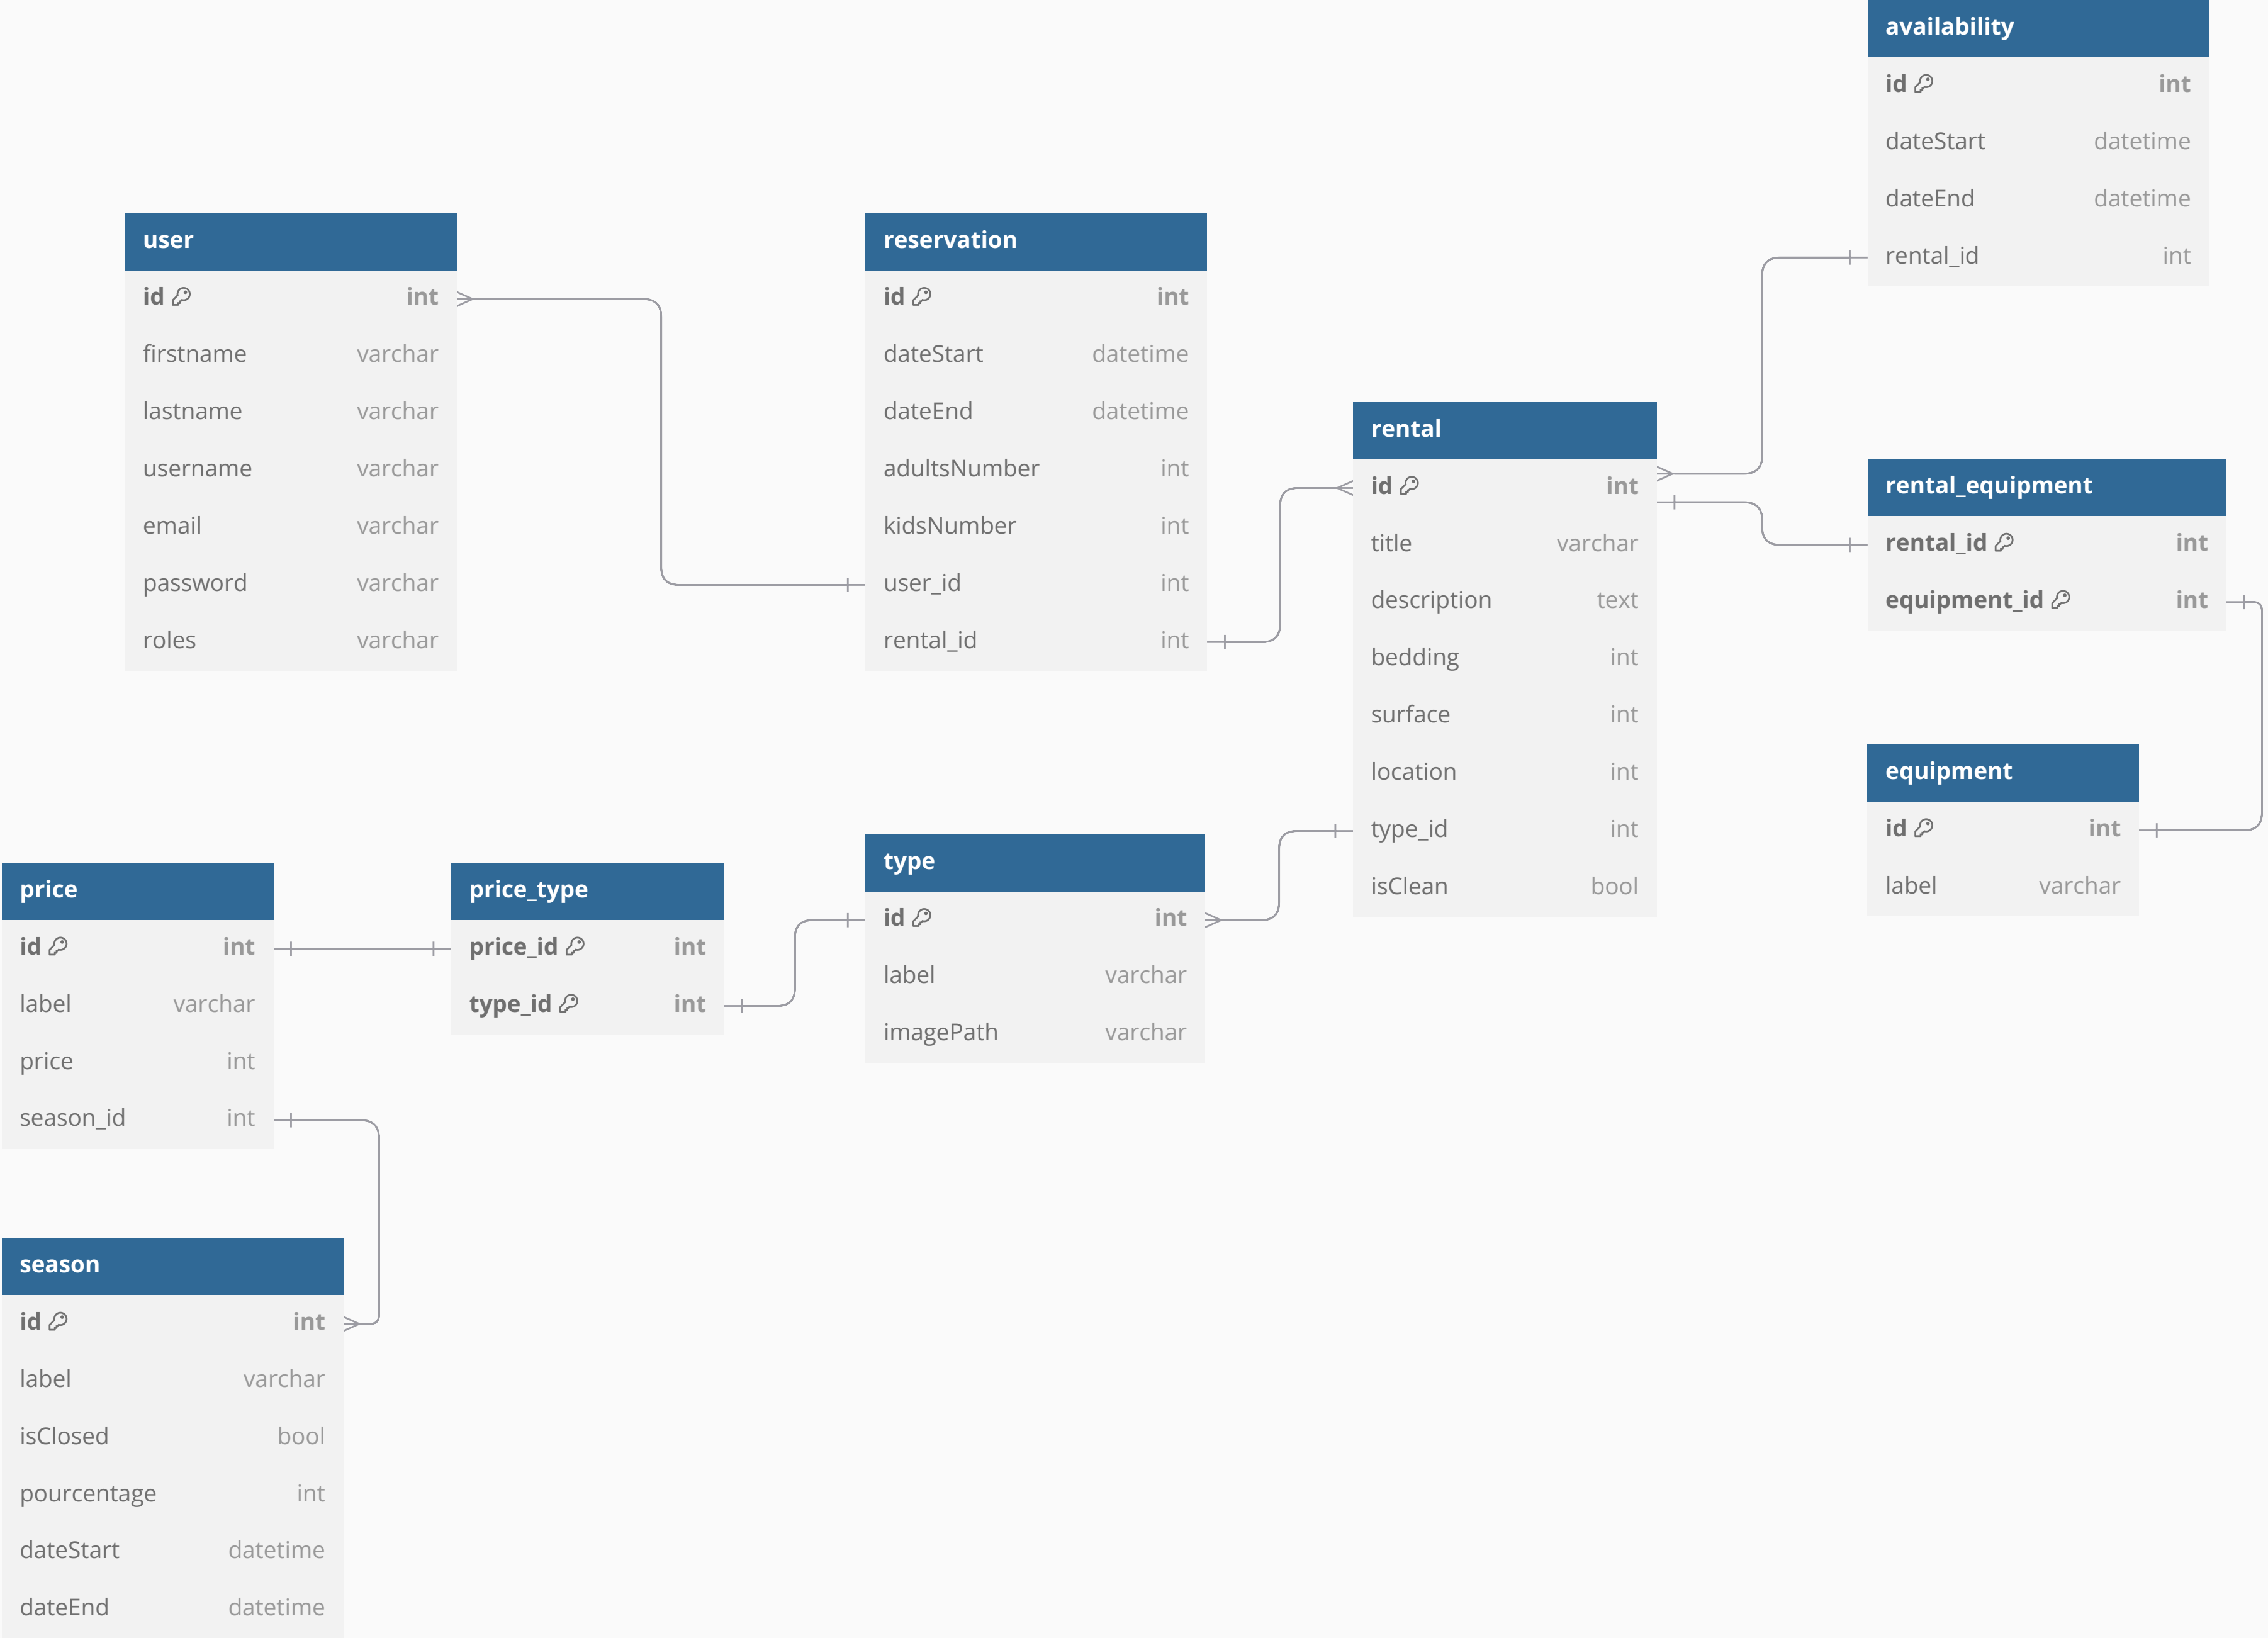 availability
id int
dateStart datetime
dateEnd datetime
rental_id int
user
id int
firstname varchar
lastname varchar
username varchar
email varchar
password varchar
roles varchar
reservation
id int
dateStart datetime
dateEnd datetime
adultsNumber int
kidsNumber int
user_id int
rental_id int
rental
id int
title varchar
description text
bedding int
surface int
location int
type_id int
isClean bool
rental_equipment
rental_id int
equipment_id int
equipment
id int
label varchar
price
id int
label varchar
price int
season_id int
price_type
price_id int
type_id int
type
id int
label varchar
imagePath varchar
season
id int
label varchar
isClosed bool
pourcentage int
dateStart datetime
dateEnd datetime